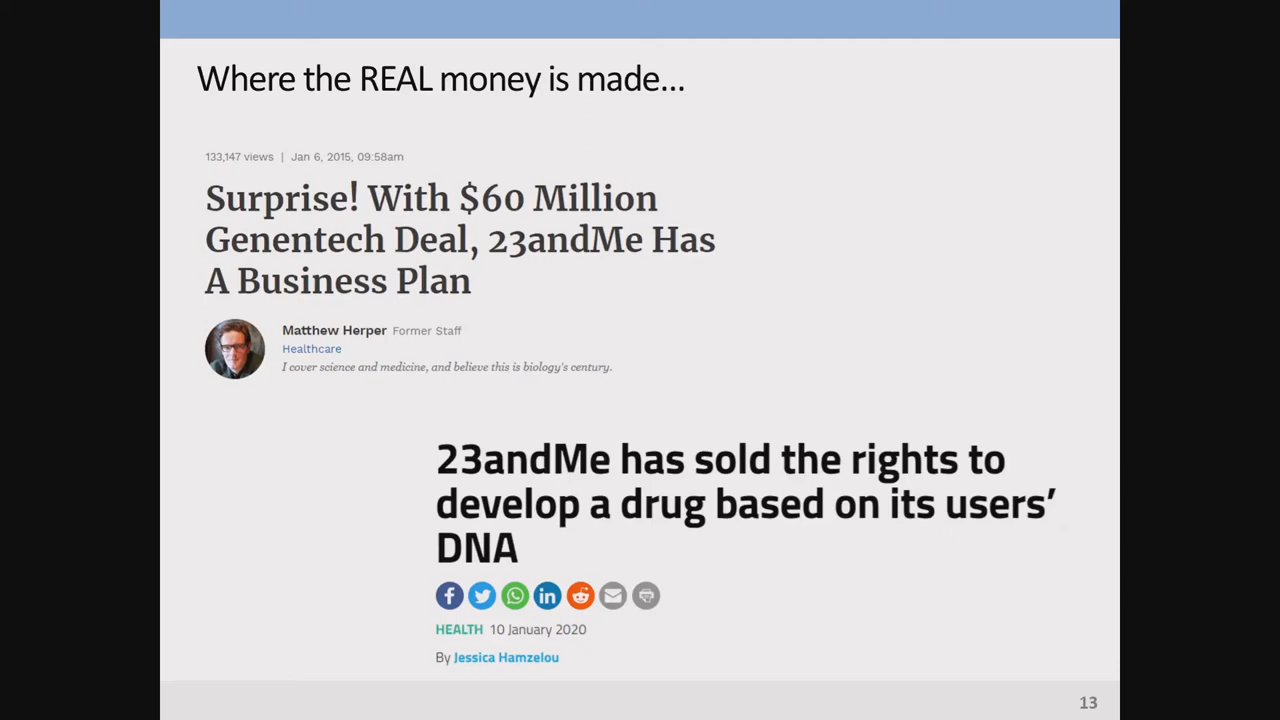 Where the REAL money is made...
133,147 views | Jan 6, 2015, 09:58am
Surprise! With $60 Million
Genentech Deal, 23andMe Has
A Business Plan
Matthew Herper Former Staff
Healthcare
I cover science and medicine, and believe this is biology's century.
23andMe has sold the rights to
develop a drug based on its users’
DNA
HEALTH 10 January 2020
By Jessica Hamzelou
13